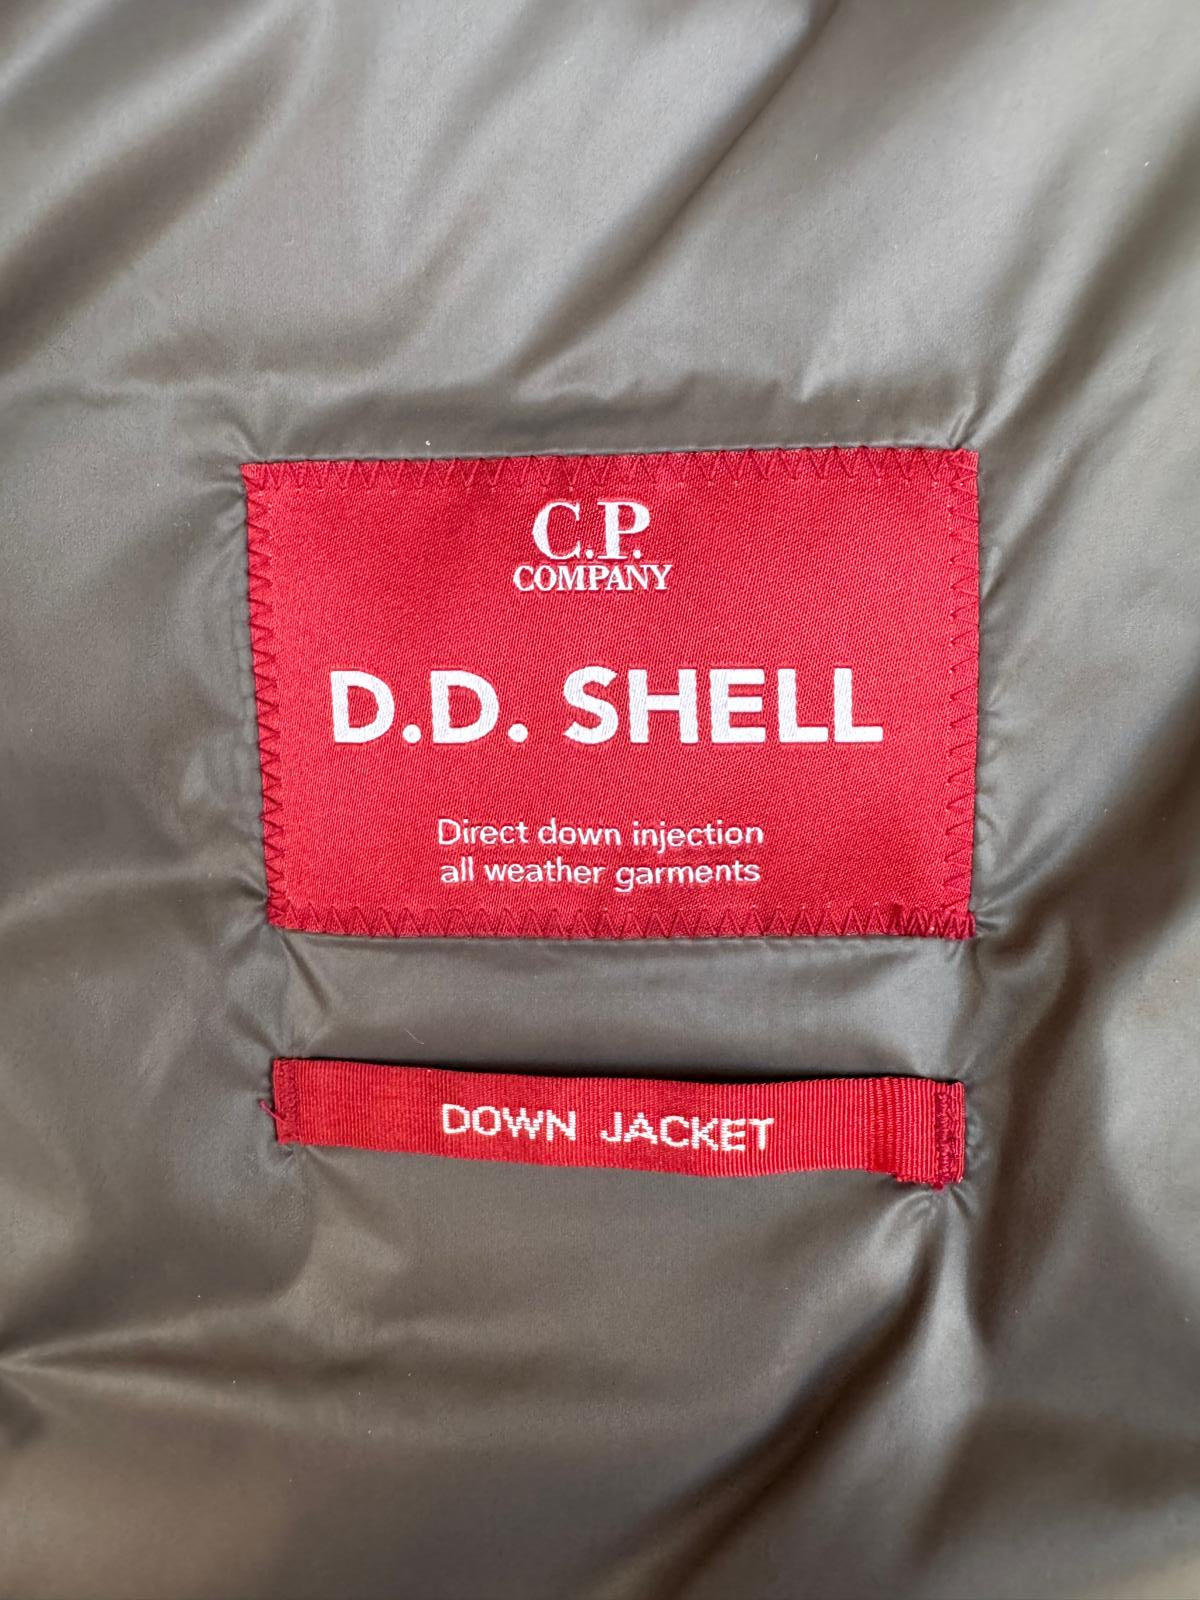 C.P.
COMPANY
D.D. SHELL
Direct down injection
all weather garments
DOWN JACKET